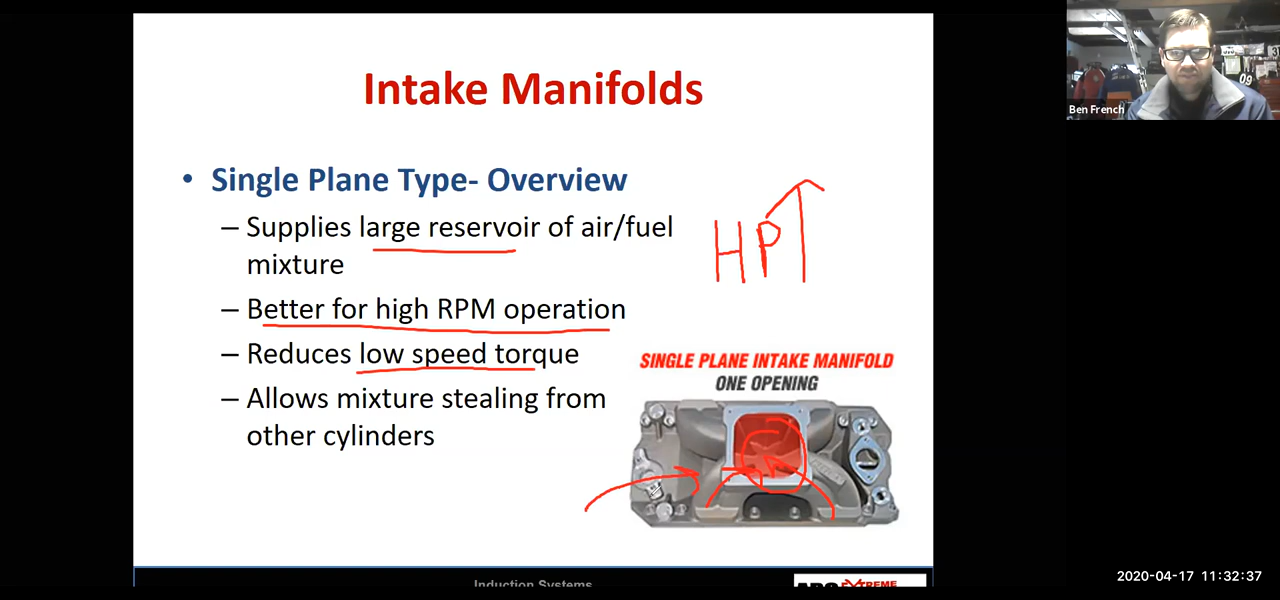 Intake Manifolds
• Single Plane Type- Overview
– Supplies large reservoir of air/fuel
mixture
– Better for high RPM operation
– Reduces low speed torque
– Allows mixture stealing from
other cylinders
HP
SINGLE PLANE INTAKE MANIFOLD
ONE OPENING
Induction Systems
EXTREME
Ben French
09
2020-04-17 11:32:37